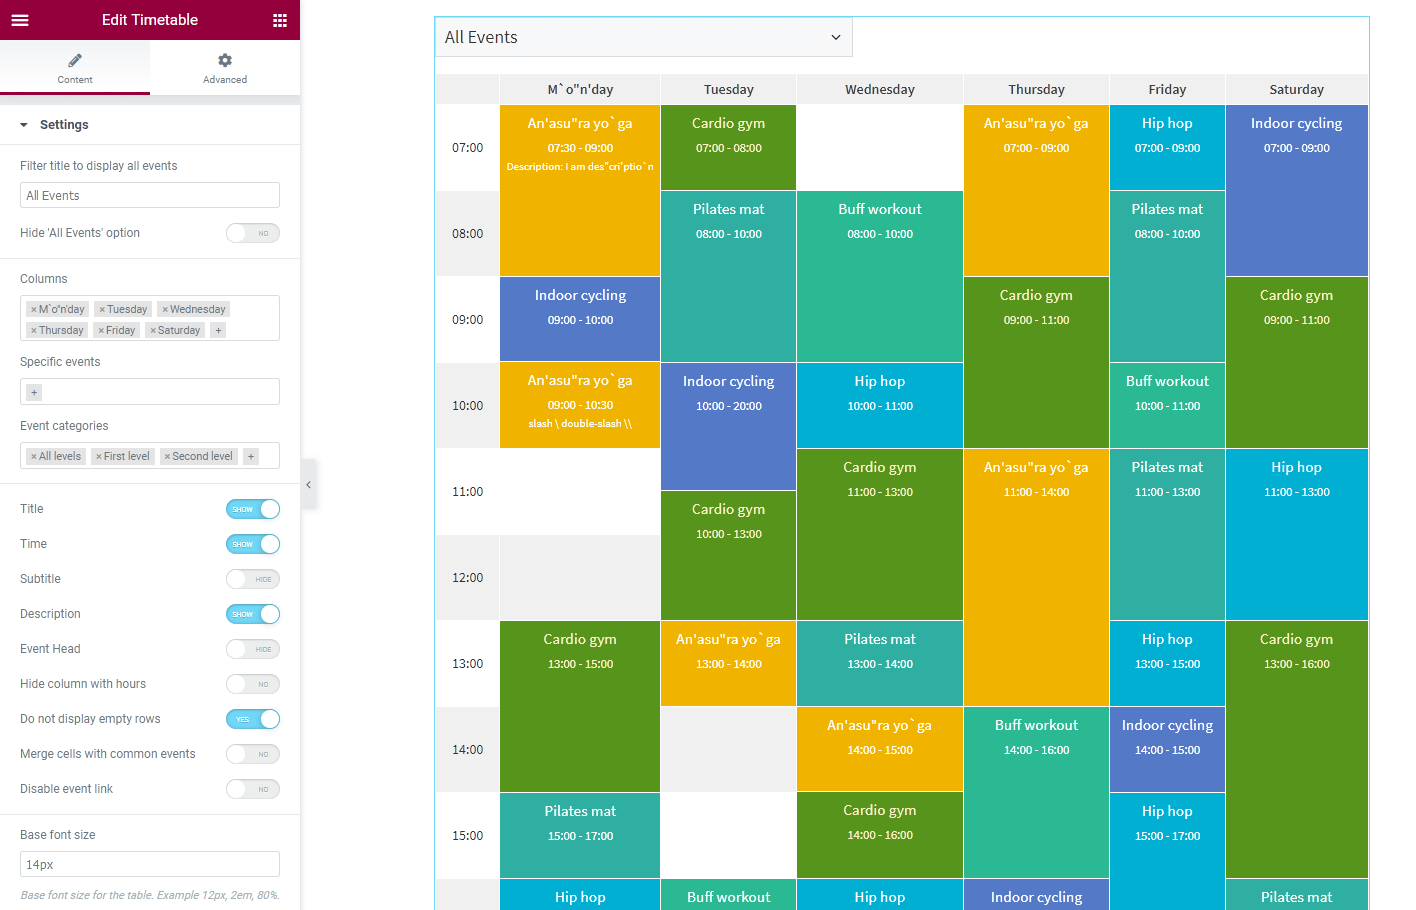 Edit Timetable
Content
Advanced
Settings
Filter title to display all events
All Events
Hide 'All Events' option
NO
Columns
× M`o"n'day × Tuesday × Wednesday
× Thursday × Friday × Saturday +
Specific events
+
Event categories
× All levels × First level × Second level +
Title SHOW
Time SHOW
Subtitle HIDE
Description SHOW
Event Head HIDE
Hide column with hours NO
Do not display empty rows YES
Merge cells with common events NO
Disable event link NO
Base font size
14px
Base font size for the table. Example 12px, 2em, 80%.
All Events
M`o"n'day Tuesday Wednesday Thursday Friday Saturday
07:00
An'asu"ra yo`ga
07:30 - 09:00
Description: I am des"cri'ptio`n
Cardio gym
07:00 - 08:00
An'asu"ra yo`ga
07:00 - 09:00
Hip hop
07:00 - 09:00
Indoor cycling
07:00 - 09:00
08:00
Pilates mat
08:00 - 10:00
Buff workout
08:00 - 10:00
Pilates mat
08:00 - 10:00
09:00
Indoor cycling
09:00 - 10:00
Cardio gym
09:00 - 11:00
Cardio gym
09:00 - 11:00
10:00
An'asu"ra yo`ga
09:00 - 10:30
slash \ double-slash \\
Indoor cycling
10:00 - 20:00
Hip hop
10:00 - 11:00
Buff workout
10:00 - 11:00
11:00
Cardio gym
10:00 - 13:00
Cardio gym
11:00 - 13:00
An'asu"ra yo`ga
11:00 - 14:00
Pilates mat
11:00 - 13:00
Hip hop
11:00 - 13:00
12:00
13:00
Cardio gym
13:00 - 15:00
An'asu"ra yo`ga
13:00 - 14:00
Pilates mat
13:00 - 14:00
Hip hop
13:00 - 15:00
Cardio gym
13:00 - 16:00
14:00
An'asu"ra yo`ga
14:00 - 15:00
Buff workout
14:00 - 16:00
Indoor cycling
14:00 - 15:00
15:00
Pilates mat
15:00 - 17:00
Cardio gym
14:00 - 16:00
Hip hop
15:00 - 17:00
Hip hop
Buff workout
Hip hop
Indoor cycling
Pilates mat